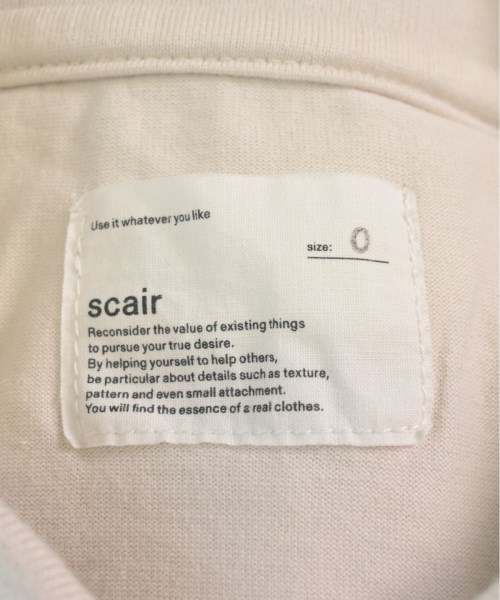 Use it whatever you like
size: 0
scair
Reconsider the value of existing things
to pursue your true desire.
By helping yourself to help others,
be particular about details such as texture,
pattern and even small attachment.
You will find the essence of a real clothes.